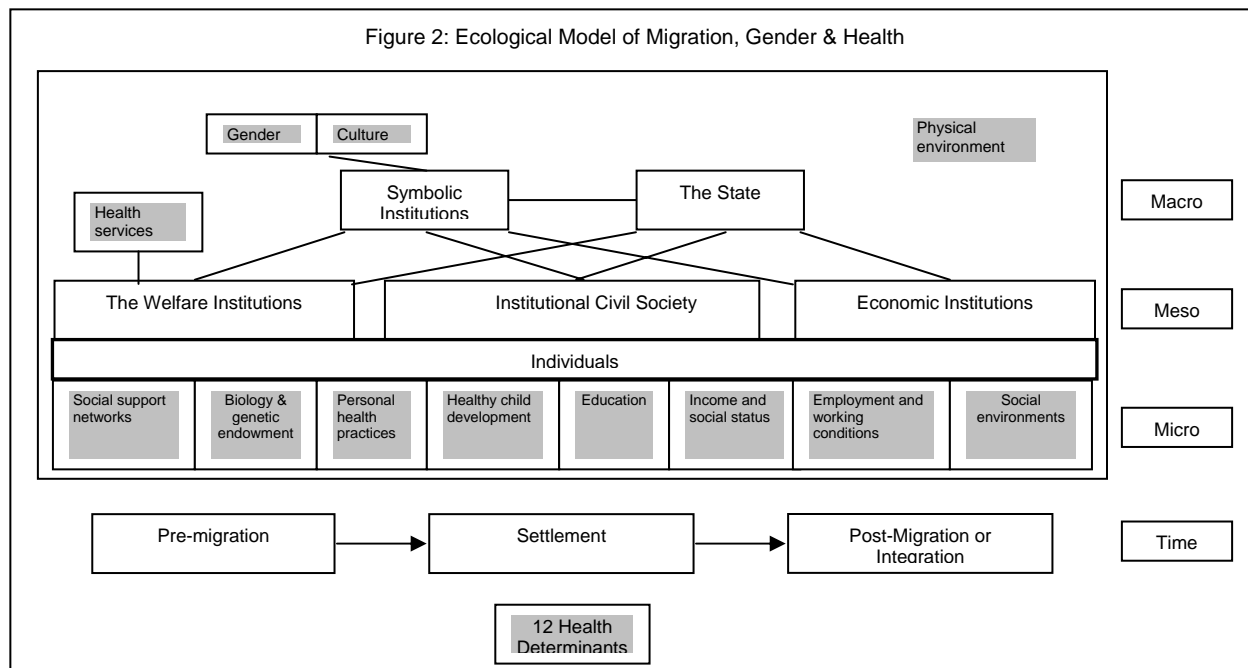 Figure 2: Ecological Model of Migration, Gender & Health
Gender
Culture
Physical
environment
Symbolic
Institutions
The State
Macro
Health
services
The Welfare Institutions
Institutional Civil Society
Economic Institutions
Meso
Individuals
Social support
networks
Biology &
genetic
endowment
Personal
health
practices
Healthy child
development
Education
Income and
social status
Employment and
working
conditions
Social
environments
Micro
Pre-migration
Settlement
Post-Migration or
Integration
Time
12 Health
Determinants